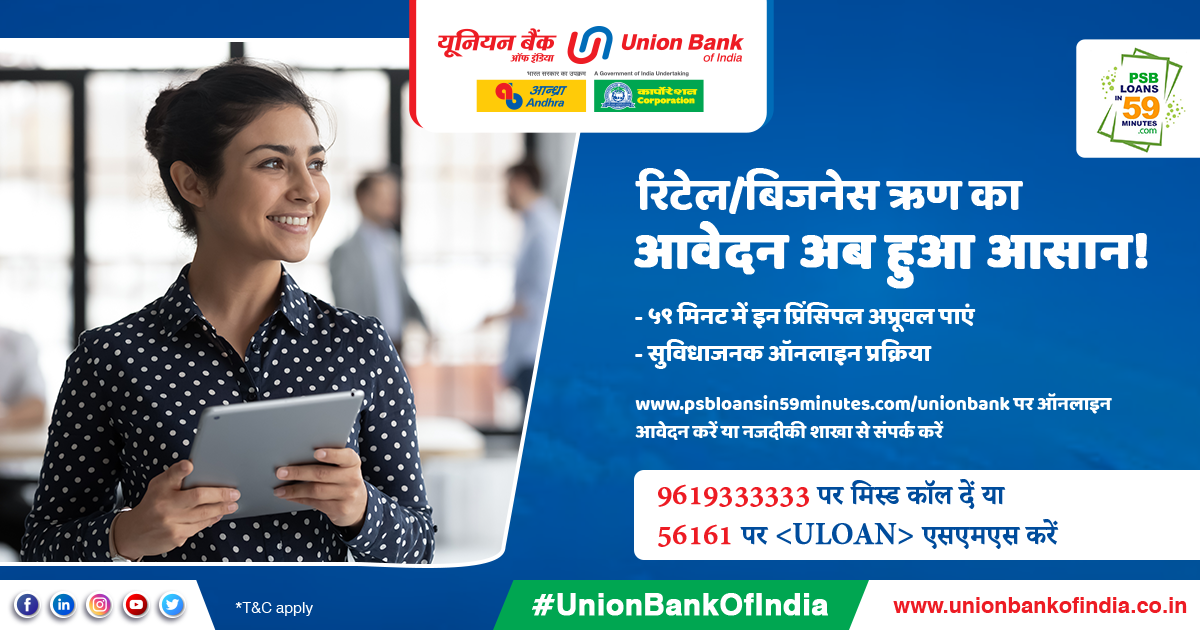 यूनियन बैंक
ऑफ इंडिया
Union Bank
of India
भारत सरकार का उपक्रम
A Government of India Undertaking
आन्ध्रा
Andhra
कार्पोरेशन
Corporation
PSB
LOANS
IN
59
MINUTES
.com
रिटेल/बिजनेस ऋण का
आवेदन अब हुआ आसान!
- ५९ मिनट में इन प्रिंसिपल अप्रूवल पाएं
- सुविधाजनक ऑनलाइन प्रक्रिया
www.psbloansin59minutes.com/unionbank पर ऑनलाइन
आवेदन करें या नजदीकी शाखा से संपर्क करें
9619333333 पर मिस्ड कॉल दें या
56161 पर <ULOAN> एसएमएस करें
*T&C apply
#UnionBankOfIndia
www.unionbankofindia.co.in